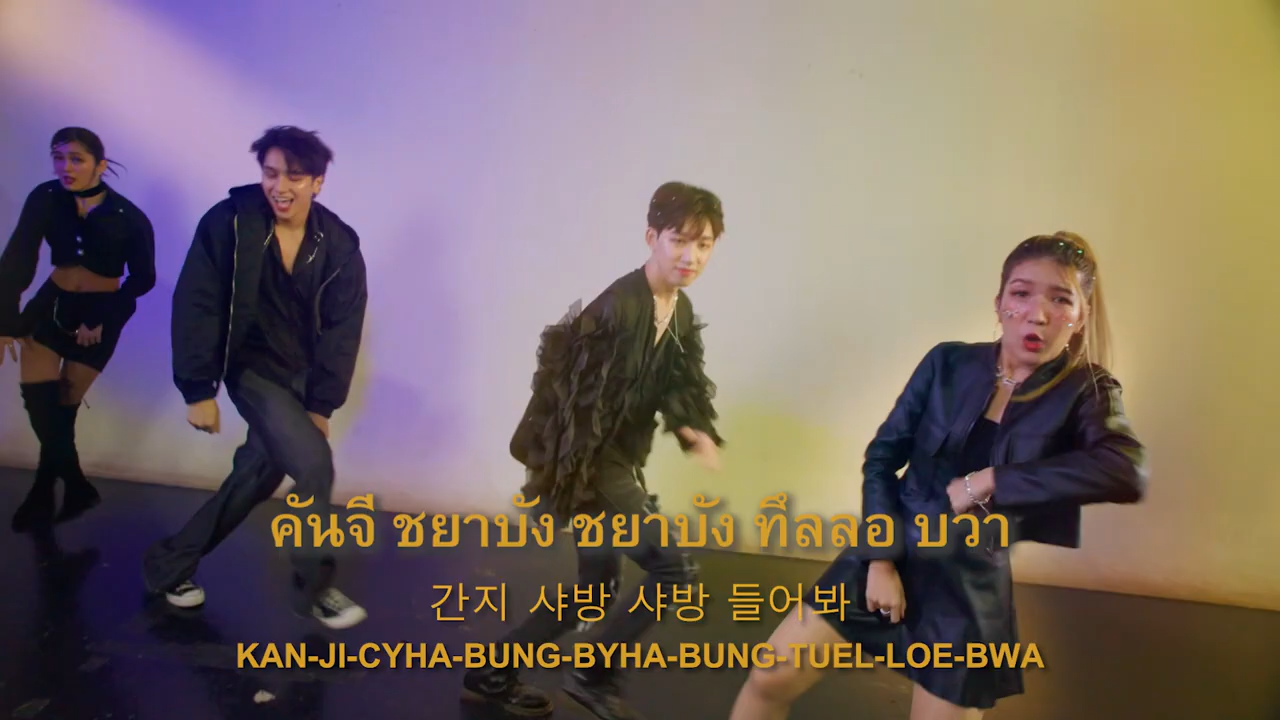 คันจี ชยาบัง ชยาบัง ทึลลอ บวา
간지 샤방 샤방 들어봐
KAN-JI-CYHA-BUNG-BYHA-BUNG-TUEL-LOE-BWA